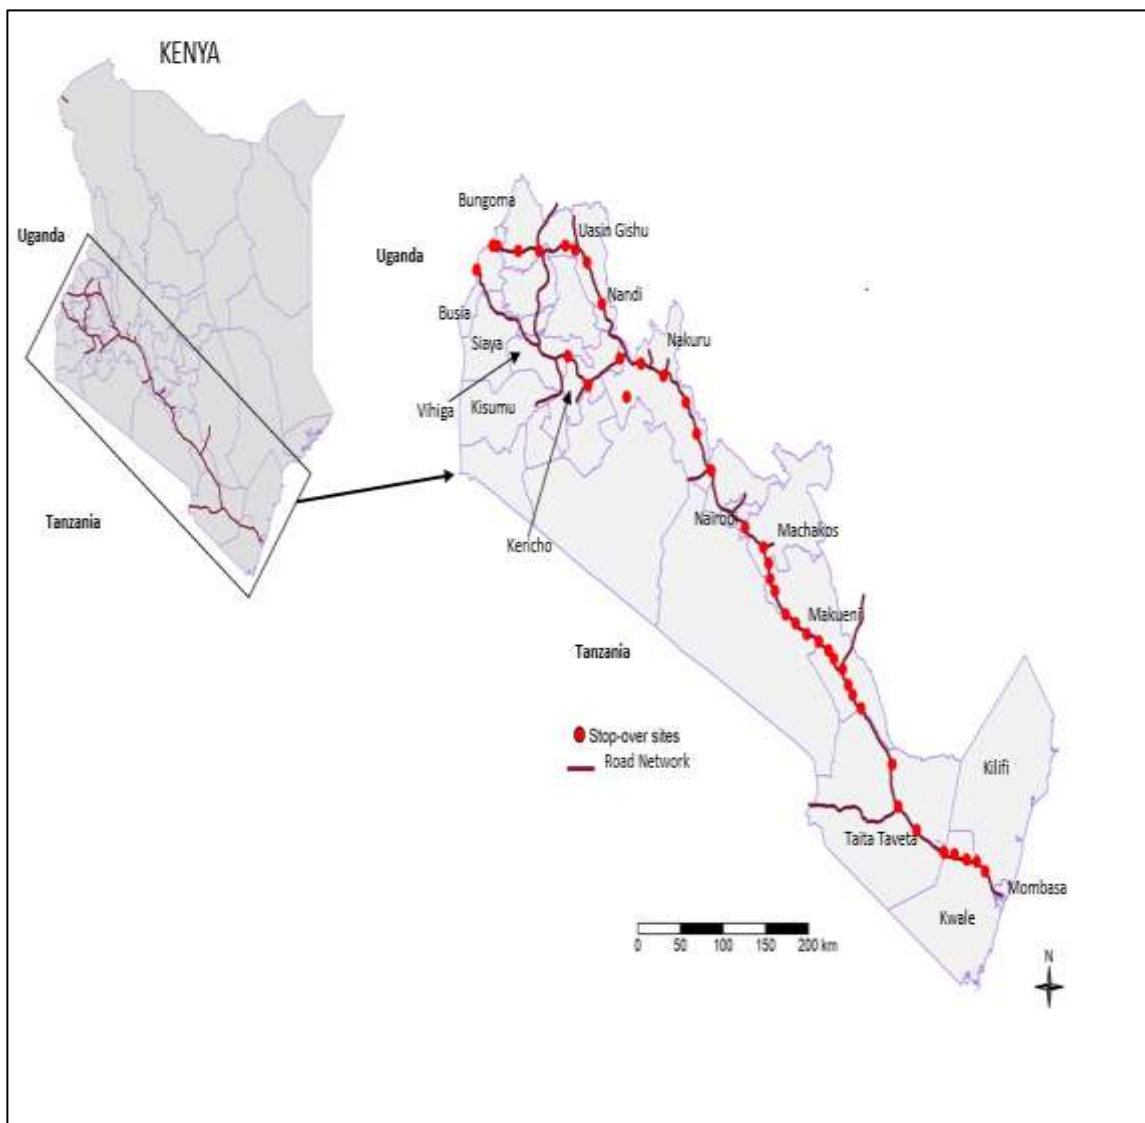 KENYA
Uganda
Tanzania
Bungoma
Uasin Gishu
Uganda
Nandi
Busia
Siaya
Nakuru
Vihiga
Kisumu
Nairobi
Machakos
Kericho
Makueni
Tanzania
Stop-over sites
Road Network
Kilifi
Taita Taveta
Mombasa
Kwale
0 50 100 150 200 km
N